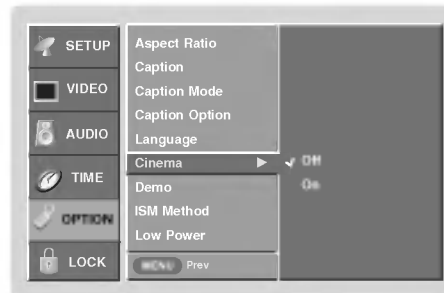 SETUP
VIDEO
AUDIO
TIME
OPTION
LOCK
Aspect Ratio
Caption
Caption Mode
Caption Option
Language
Cinema ▶
Demo
ISM Method
Low Power
MENU Prev
✓ Off
On